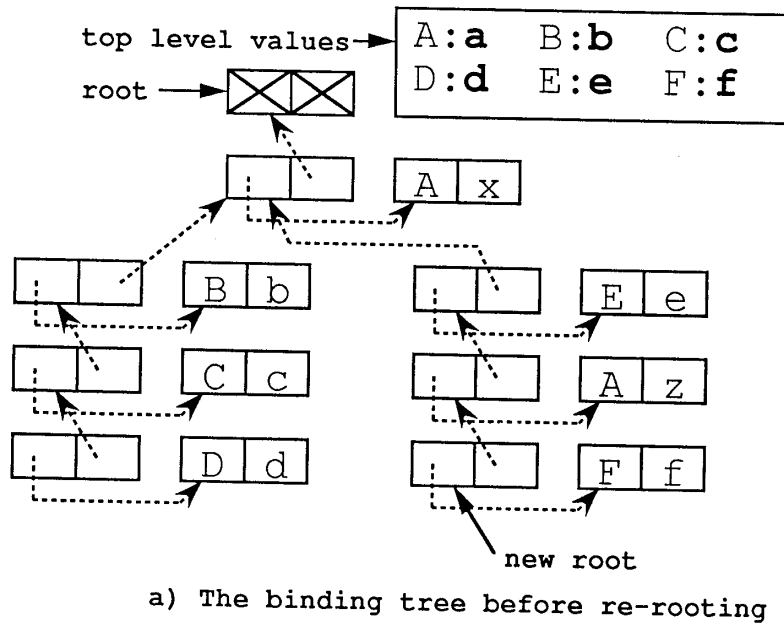 top level values
A:a B:b C:c
D:d E:e F:f
root
A x
B b
E e
C c
A z
D d
F f
new root
a) The binding tree before re-rooting